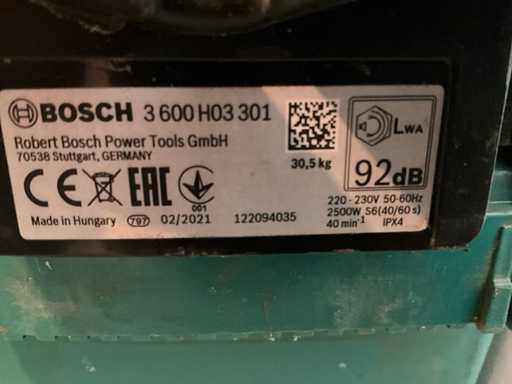 BOSCH 3 600 H03 301
Robert Bosch Power Tools GmbH
70538 Stuttgart, GERMANY
30,5 kg
LWA
92dB
CE EAC
001
Made in Hungary 797 02/2021 122094035
220 - 230V 50-60Hz
2500W S6(40/60 s)
40 min-1 IPX4